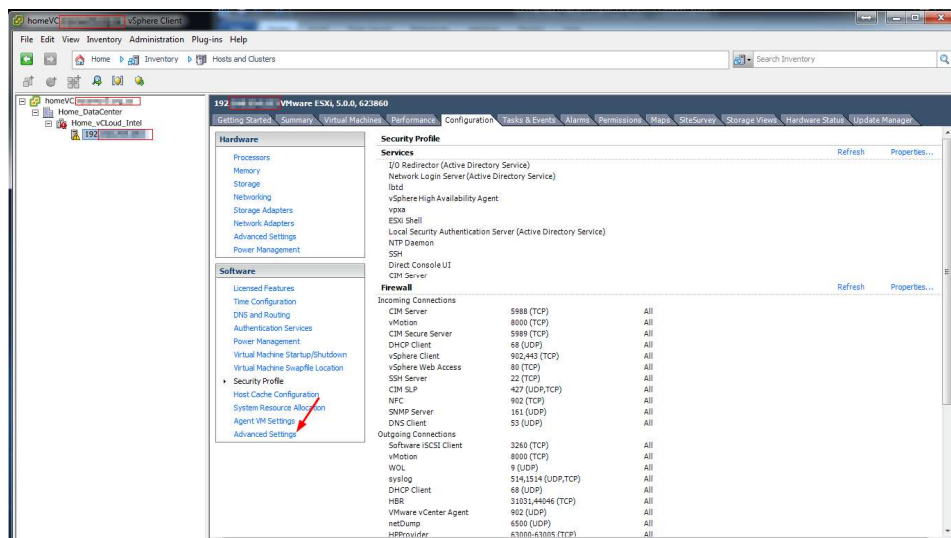 homeVC vSphere Client
File Edit View Inventory Administration Plug-ins Help
Home Inventory Hosts and Clusters
Search Inventory
homeVC
Home_DataCenter
Home_vCLoud_Intel
192
192 VMware ESXi, 5.0.0, 623860
Getting Started Summary Virtual Machines Performance Configuration Tasks & Events Alarms Permissions Maps SiteSurvey Storage Views Hardware Status Update Manager
Hardware
Processors
Memory
Storage
Networking
Storage Adapters
Network Adapters
Advanced Settings
Power Management
Software
Licensed Features
Time Configuration
DNS and Routing
Authentication Services
Power Management
Virtual Machine Startup/Shutdown
Virtual Machine Swapfile Location
Security Profile
Host Cache Configuration
System Resource Allocation
Agent VM Settings
Advanced Settings
Security Profile
Services Refresh Properties...
I/O Redirector (Active Directory Service)
Network Login Server (Active Directory Service)
lbtd
vSphere High Availability Agent
vpxa
ESXi Shell
Local Security Authentication Server (Active Directory Service)
NTP Daemon
SSH
Direct Console UI
CIM Server
Firewall Refresh Properties...
Incoming Connections
CIM Server 5988 (TCP) All
vMotion 8000 (TCP) All
CIM Secure Server 5989 (TCP) All
DHCP Client 68 (UDP) All
vSphere Client 902,443 (TCP) All
vSphere Web Access 80 (TCP) All
SSH Server 22 (TCP) All
CIM SLP 427 (UDP,TCP) All
NFC 902 (TCP) All
SNMP Server 161 (UDP) All
DNS Client 53 (UDP) All
Outgoing Connections
Software iSCSI Client 3260 (TCP) All
vMotion 8000 (TCP) All
WOL 9 (UDP) All
syslog 514,1514 (UDP,TCP) All
DHCP Client 68 (UDP) All
HBR 31031,44046 (TCP) All
VMware vCenter Agent 902 (UDP) All
netDump 6500 (UDP) All
HPProvider 63000-63005 (TCP) All